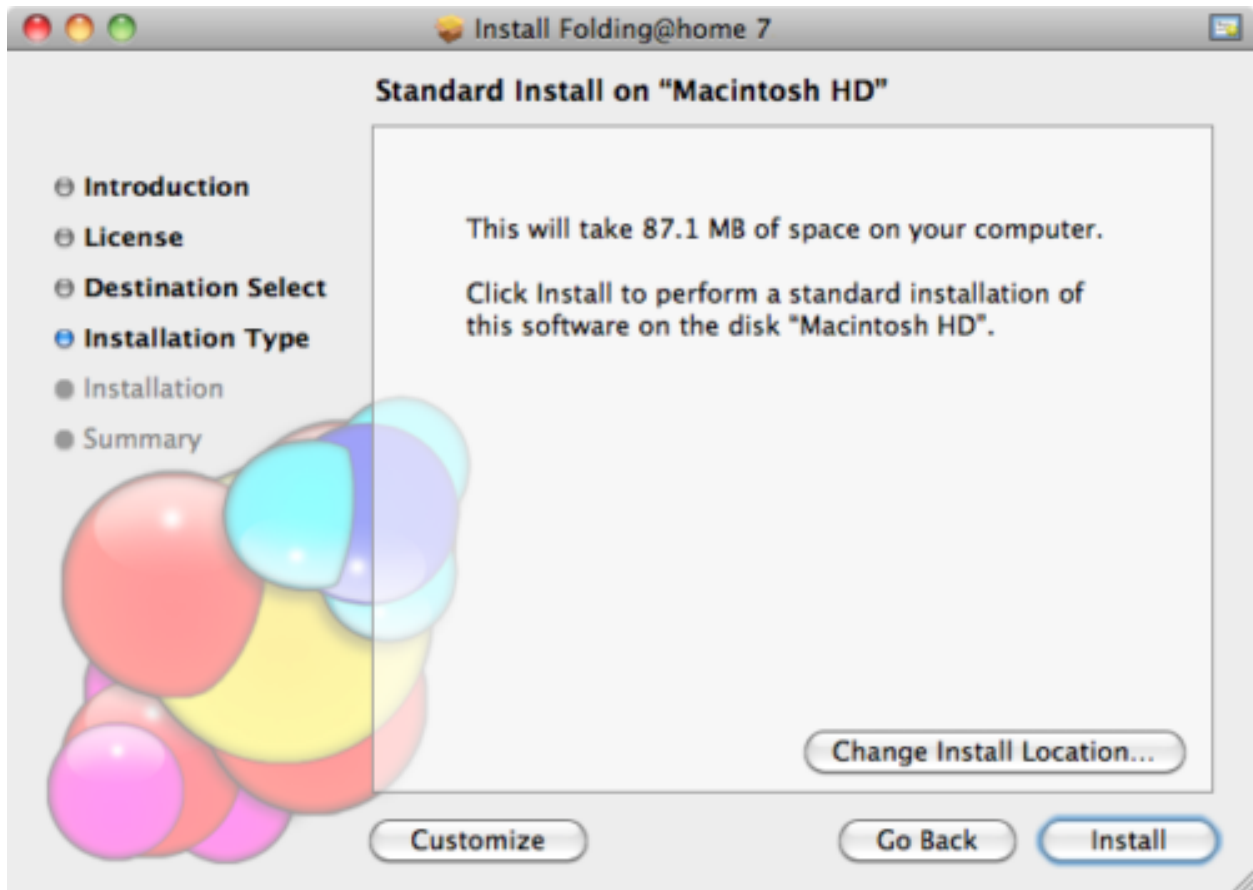 Install Folding@home 7
Standard Install on “Macintosh HD”
Introduction
License
Destination Select
Installation Type
Installation
Summary
This will take 87.1 MB of space on your computer.
Click Install to perform a standard installation of
this software on the disk “Macintosh HD”.
Change Install Location...
Customize
Go Back
Install